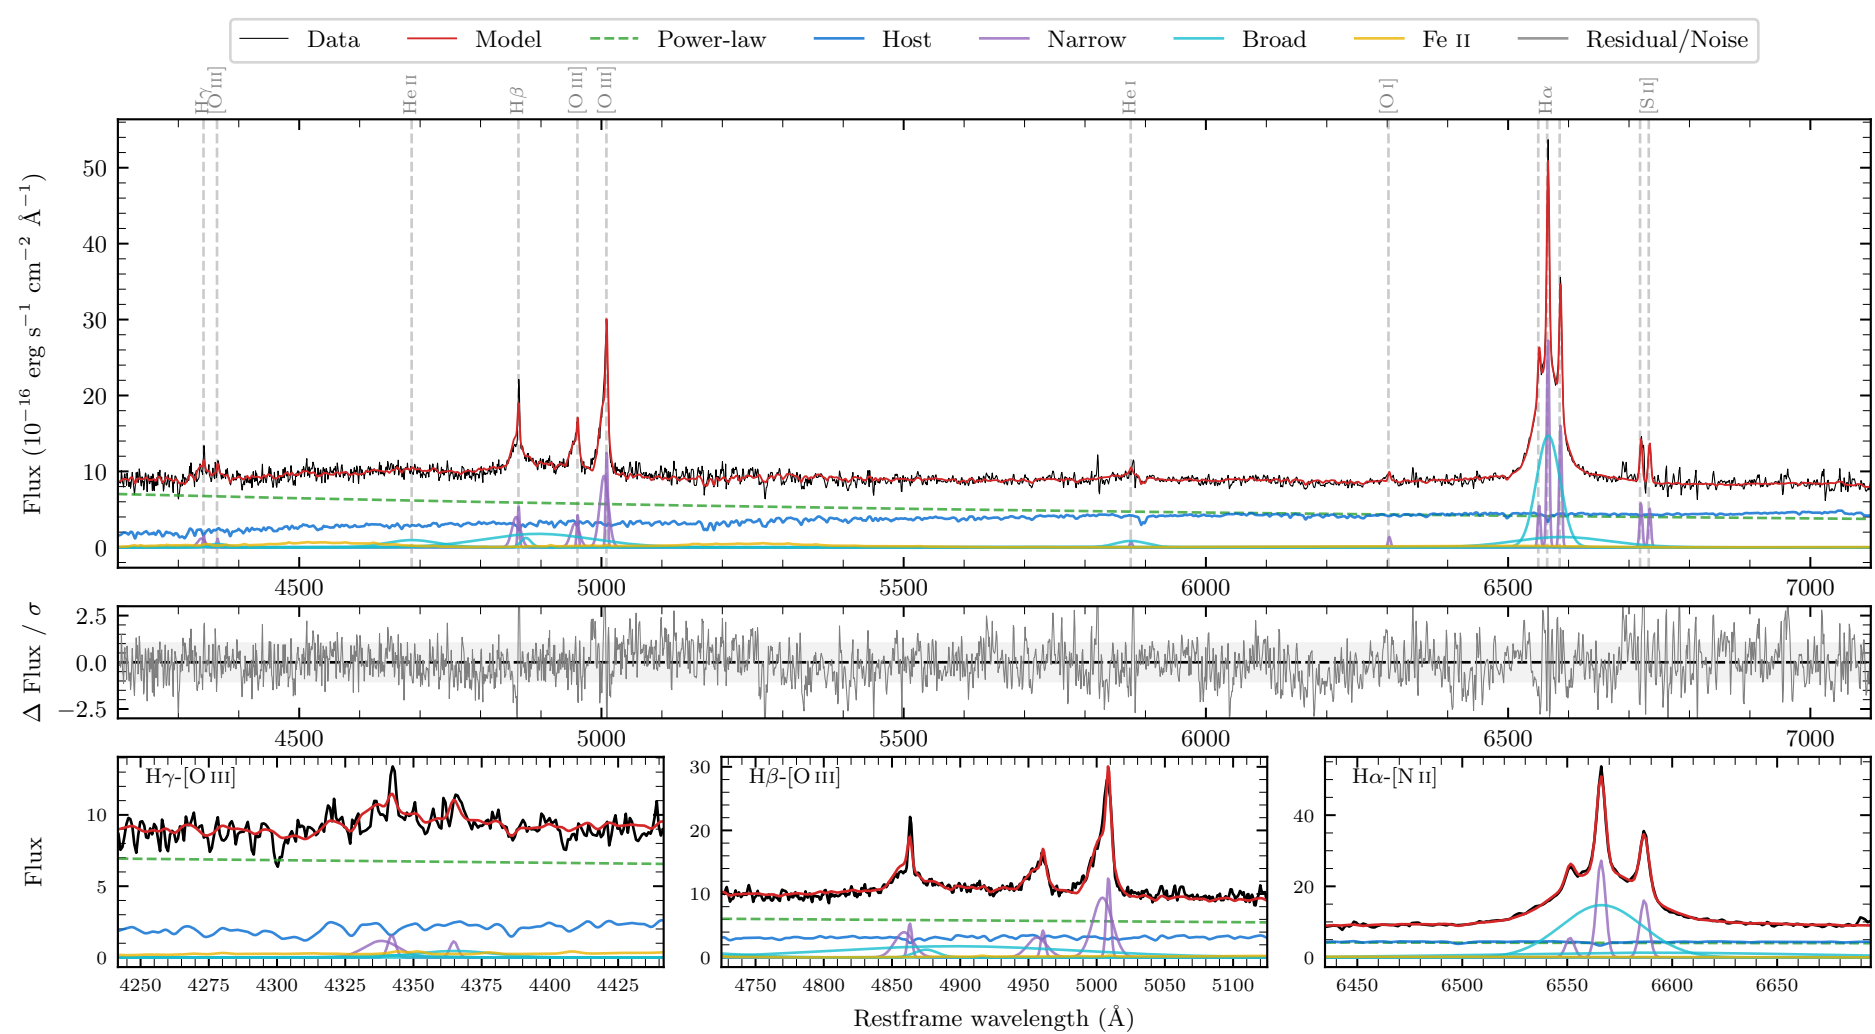 Data Model Power-law Host Narrow Broad Fe II Residual/Noise
Hγ [O III] He II Hβ [O III] [O III] He I [O I] Hα [S II]
Flux (10⁻¹⁶ erg s⁻¹ cm⁻² Å⁻¹)
50
40
30
20
10
0
4500 5000 5500 6000 6500 7000
Δ Flux / σ
2.5
0.0
−2.5
4500 5000 5500 6000 6500 7000
Flux
Hγ-[O III]
10
5
0
4250 4275 4300 4325 4350 4375 4400 4425
Hβ-[O III]
30
20
10
0
4750 4800 4850 4900 4950 5000 5050 5100
Hα-[N II]
40
20
0
6450 6500 6550 6600 6650
Restframe wavelength (Å)